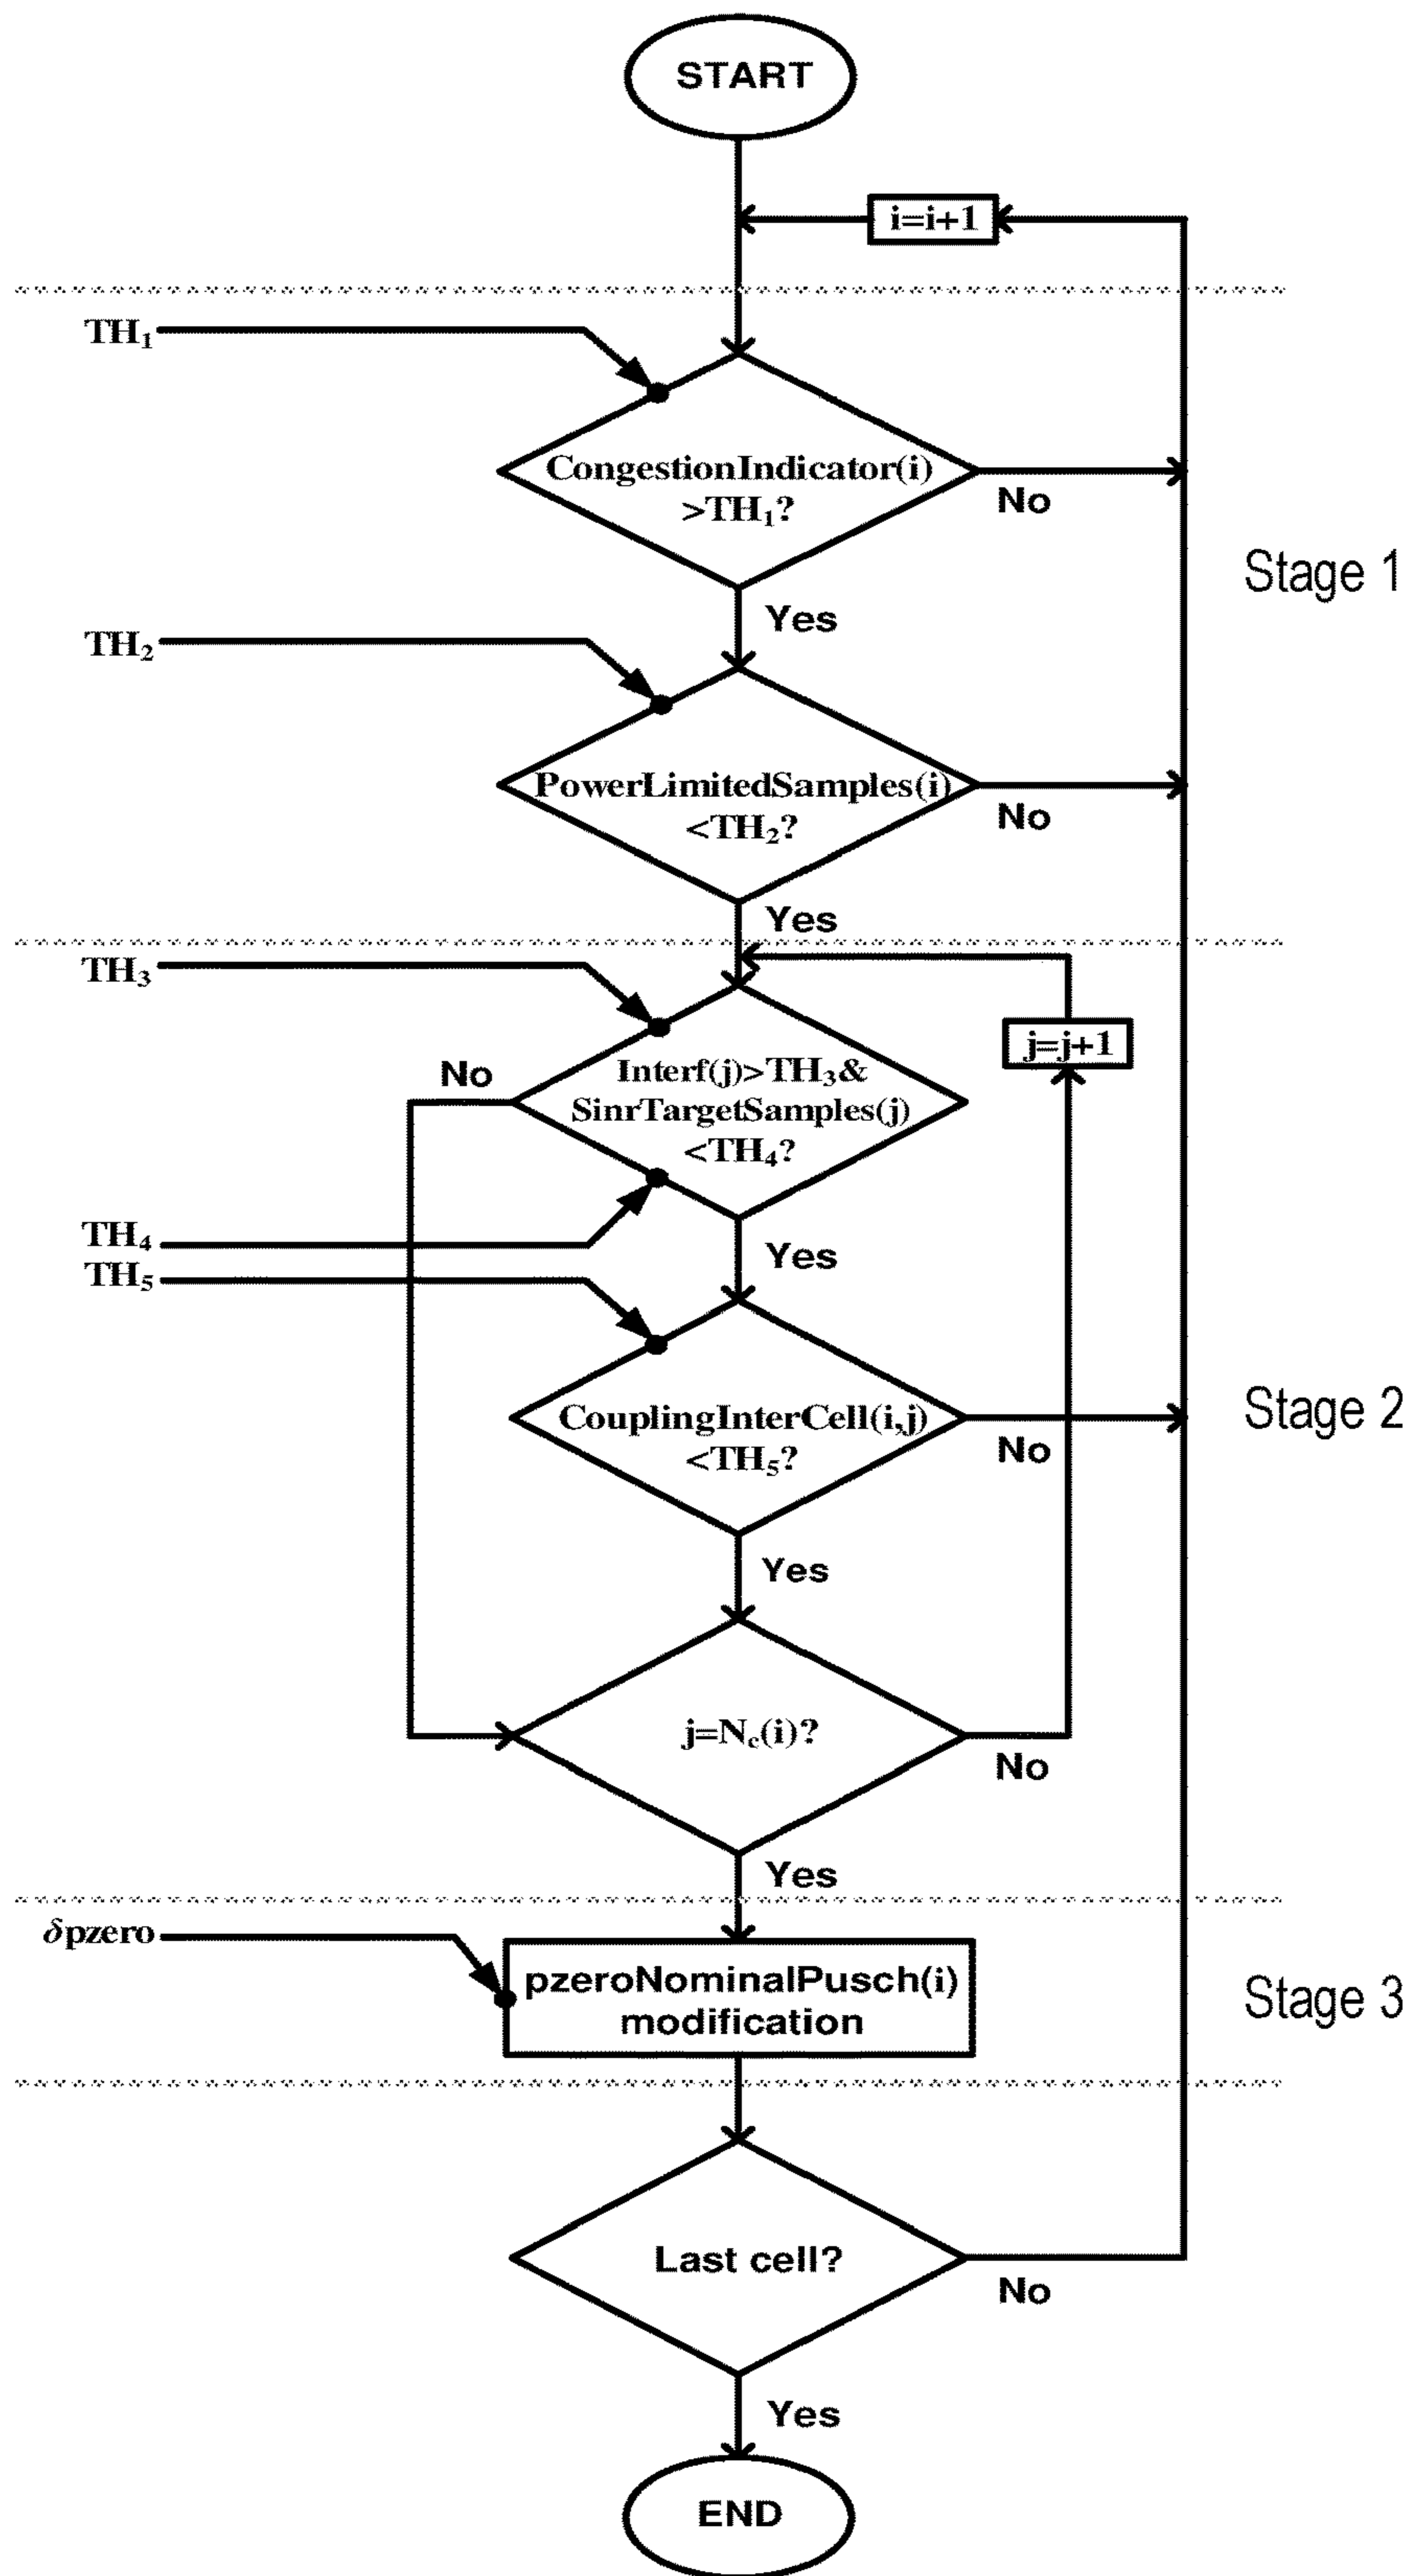 START
i=i+1
TH₁
CongestionIndicator(i)
>TH₁?
No
Stage 1
Yes
TH₂
PowerLimitedSamples(i)
<TH₂?
No
Yes
TH₃
j=j+1
No
Interf(j)>TH₃&
SinrTargetSamples(j)
<TH₄?
TH₄
Yes
TH₅
CouplingInterCell(i,j)
<TH₅?
No
Stage 2
Yes
j=N_c(i)?
No
Yes
δpzero
pzeroNominalPusch(i)
modification
Stage 3
Last cell?
No
Yes
END